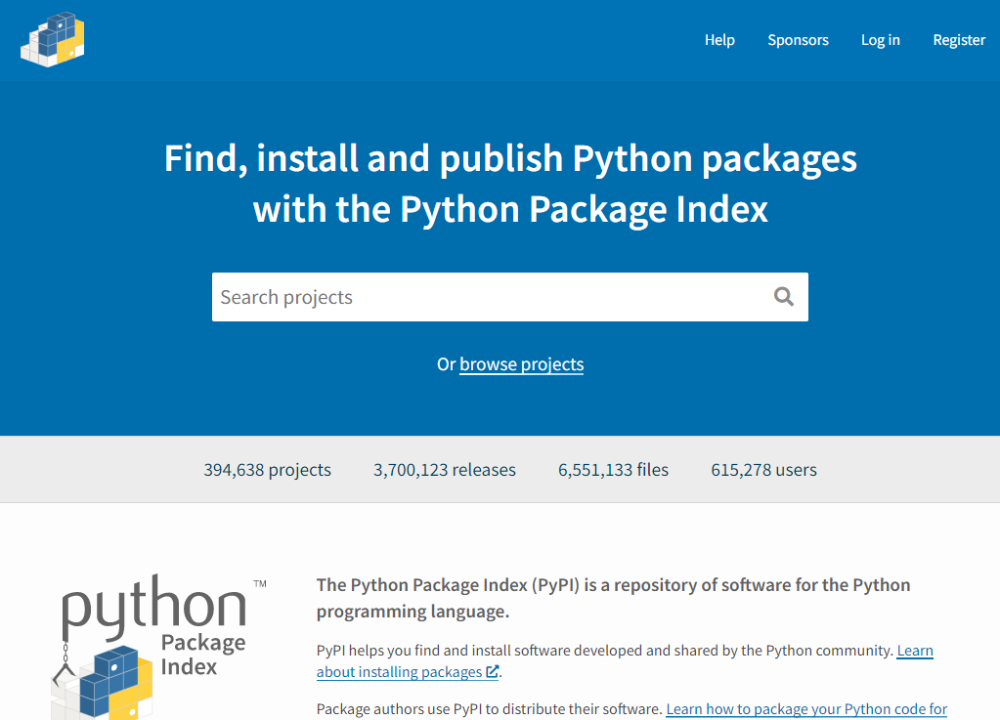 Help Sponsors Log in Register
Find, install and publish Python packages
with the Python Package Index
Search projects
Or browse projects
394,638 projects 3,700,123 releases 6,551,133 files 615,278 users
python™
Package
Index
The Python Package Index (PyPI) is a repository of software for the Python
programming language.
PyPI helps you find and install software developed and shared by the Python community. Learn
about installing packages.
Package authors use PyPI to distribute their software. Learn how to package your Python code for